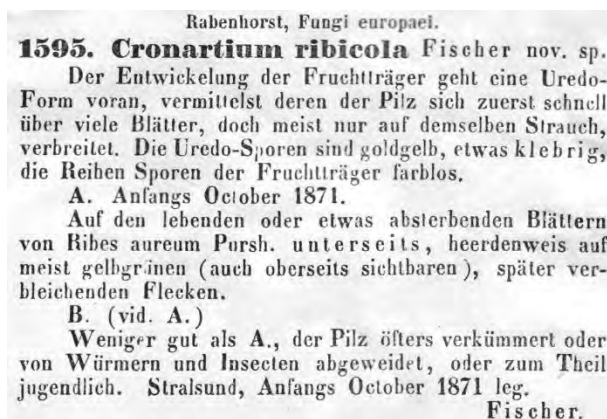 Rabenhorst, Fungi europaei.
1595. Cronartium ribicola Fischer nov. sp.
Der Entwickelung der Fruchtträger geht eine Uredo-
Form voran, vermittelst deren der Pilz sich zuerst schnell
über viele Blätter, doch meist nur auf demselben Strauch,
verbreitet. Die Uredo-Sporen sind goldgelb, etwas klebrig,
die Reihen Sporen der Fruchtträger farblos.
A. Anfangs October 1871.
Auf den lebenden oder etwas absterbenden Blättern
von Ribes aureum Pursh. unterseits, heerdenweis auf
meist gelbgrünen (auch oberseits sichtbaren), später ver-
bleichenden Flecken.
B. (vid. A.)
Weniger gut als A., der Pilz öfters verkümmert oder
von Würmern und Insecten abgeweidet, oder zum Theil
jugendlich. Stralsund, Anfangs October 1871 leg.
Fischer.